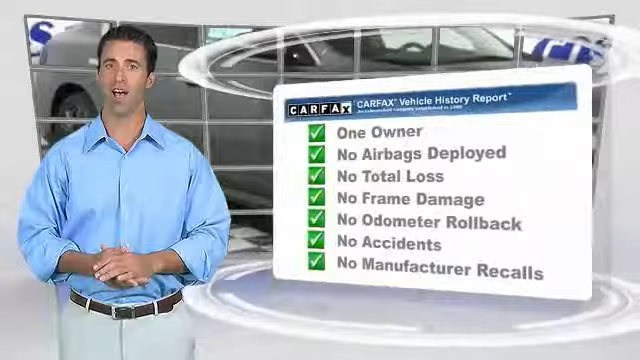 CARFAX CARFAX Vehicle History Report™
One Owner
No Airbags Deployed
No Total Loss
No Frame Damage
No Odometer Rollback
No Accidents
No Manufacturer Recalls